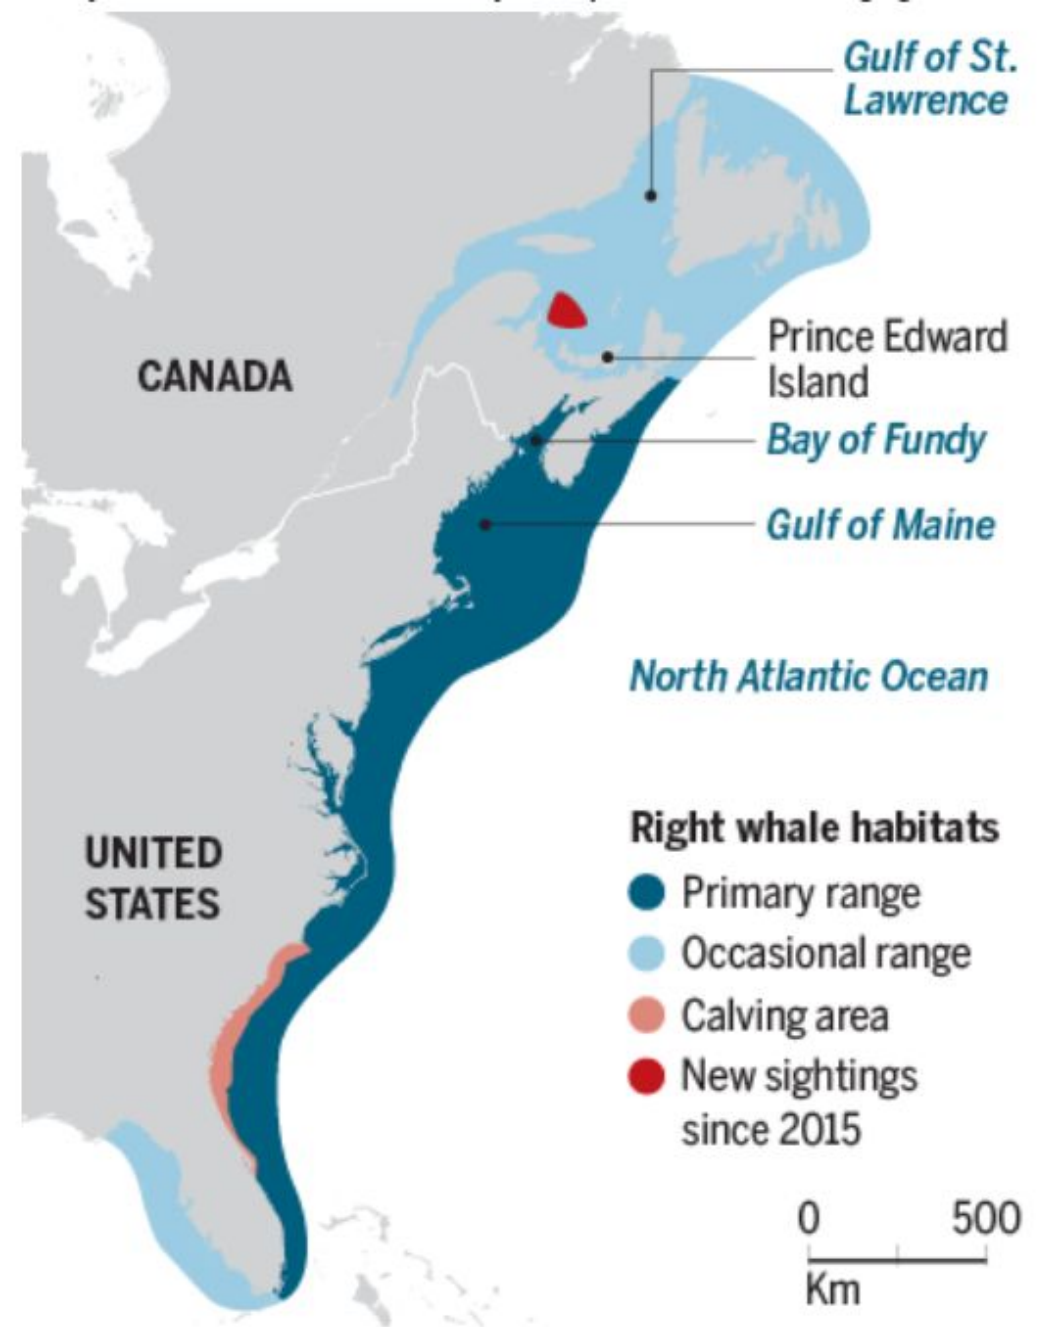 Gulf of St.
Lawrence
CANADA
Prince Edward
Island
Bay of Fundy
Gulf of Maine
North Atlantic Ocean
UNITED
STATES
Right whale habitats
Primary range
Occasional range
Calving area
New sightings
since 2015
0 500
Km